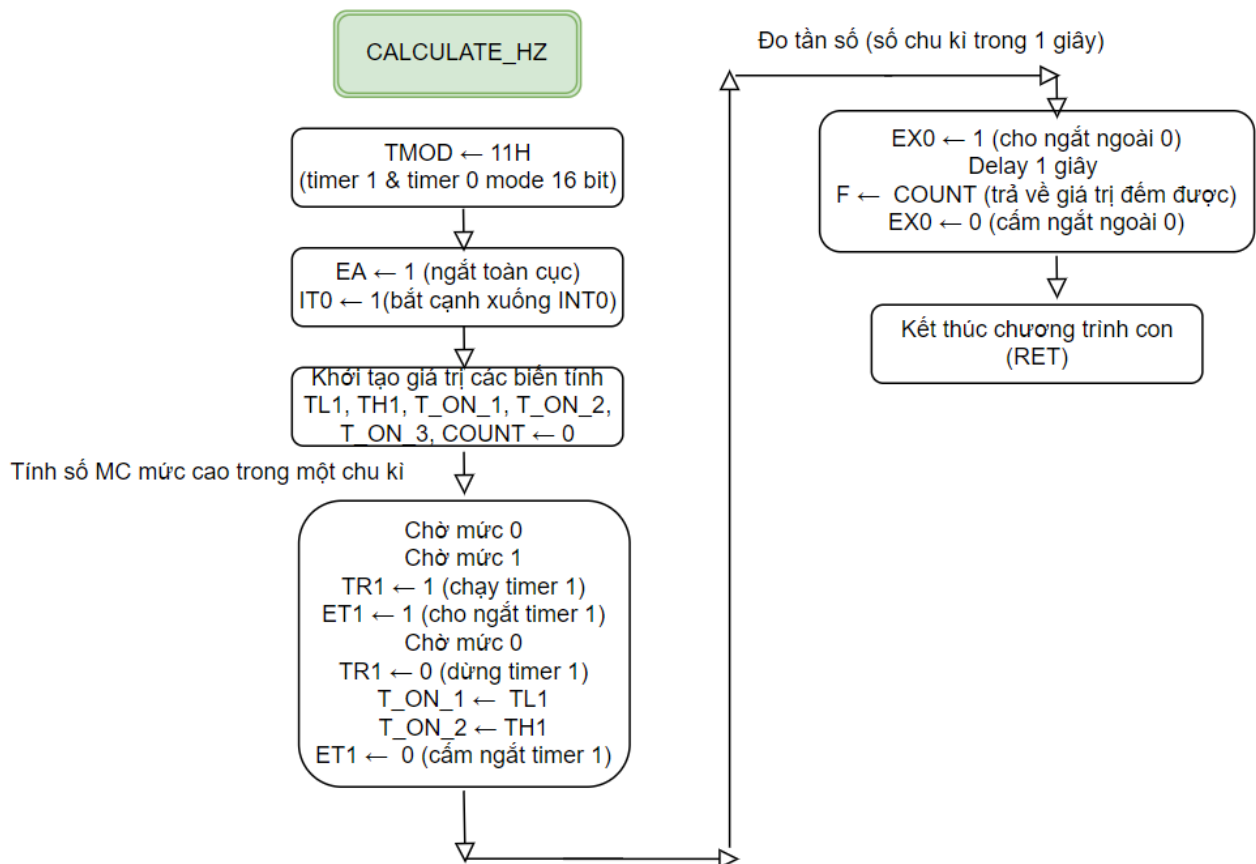 CALCULATE_HZ
TMOD ← 11H
(timer 1 & timer 0 mode 16 bit)
EA ← 1 (ngắt toàn cục)
IT0 ← 1(bắt cạnh xuống INT0)
Khởi tạo giá trị các biến tính
TL1, TH1, T_ON_1, T_ON_2,
T_ON_3, COUNT ← 0
Tính số MC mức cao trong một chu kì
Chờ mức 0
Chờ mức 1
TR1 ← 1 (chạy timer 1)
ET1 ← 1 (cho ngắt timer 1)
Chờ mức 0
TR1 ← 0 (dừng timer 1)
T_ON_1 ← TL1
T_ON_2 ← TH1
ET1 ← 0 (cấm ngắt timer 1)
Đo tần số (số chu kì trong 1 giây)
EX0 ← 1 (cho ngắt ngoài 0)
Delay 1 giây
F ← COUNT (trả về giá trị đếm được)
EX0 ← 0 (cấm ngắt ngoài 0)
Kết thúc chương trình con
(RET)